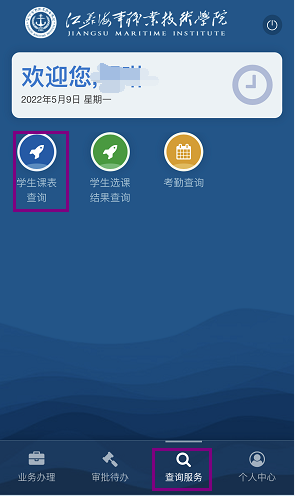 江苏海事职业技术学院
JIANGSU MARITIME INSTITUTE
欢迎您,
2022年5月9日 星期一
学生课表
查询
学生选课
结果查询
考勤查询
业务办理
审批待办
查询服务
个人中心